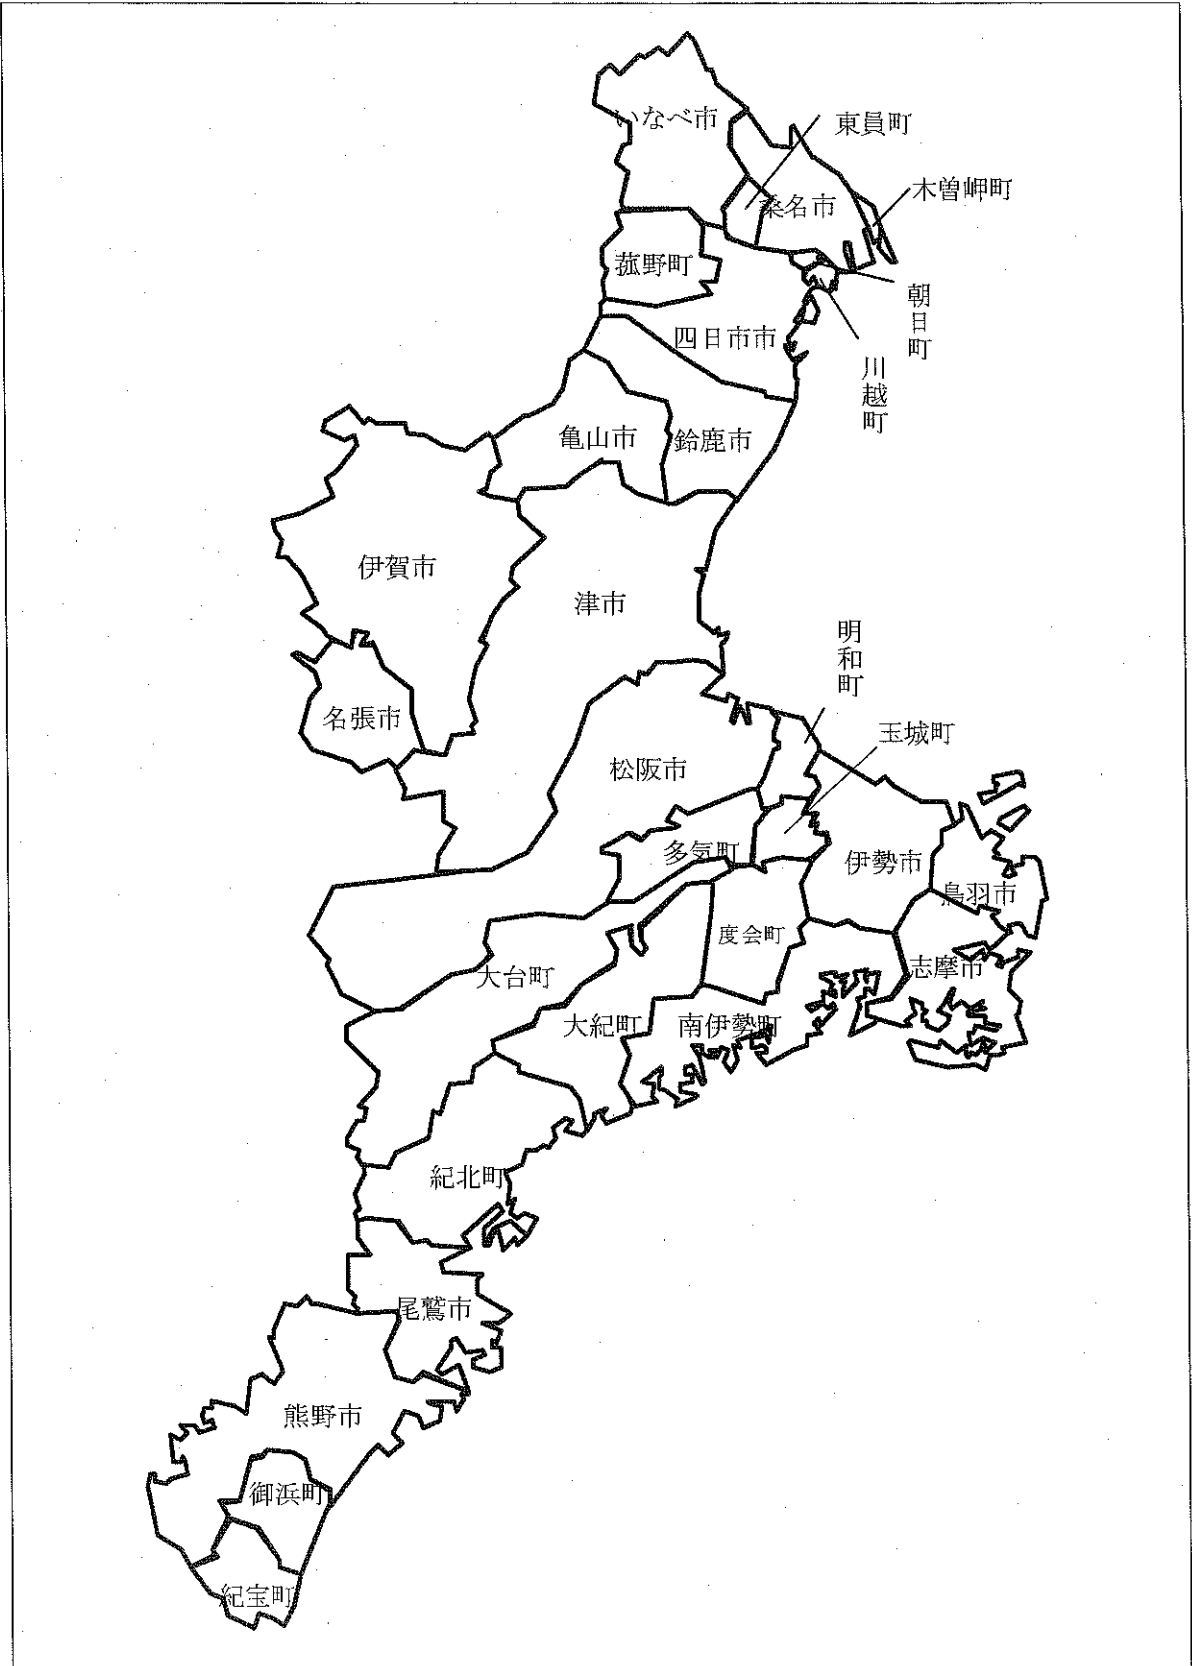 いなべ市
東員町
木曽岬町
桑名市
菰野町
朝日町
四日市市
川越町
亀山市
鈴鹿市
伊賀市
津市
明和町
名張市
玉城町
松阪市
多気町
伊勢市
鳥羽市
度会町
志摩市
大台町
大紀町
南伊勢町
紀北町
尾鷲市
熊野市
御浜町
紀宝町